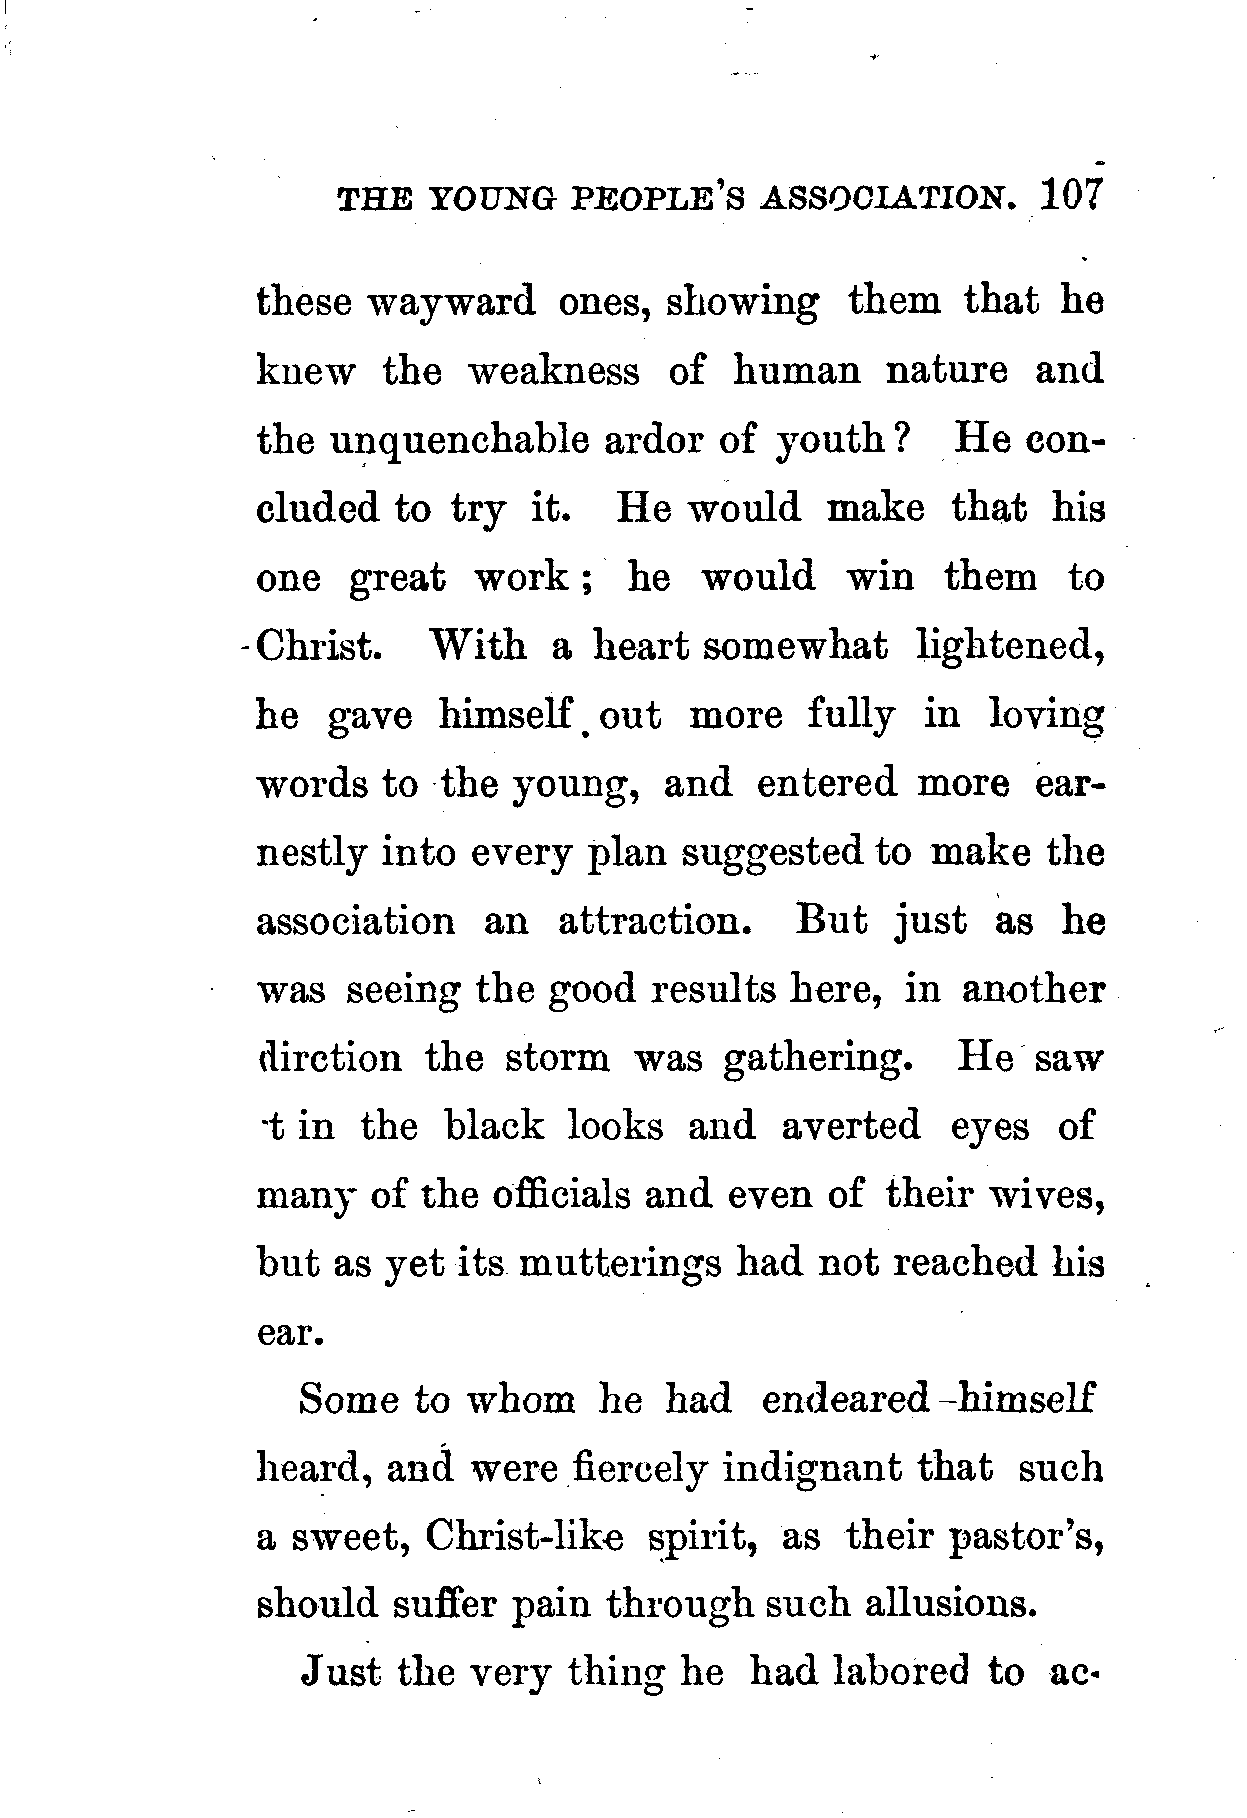 THE YOUNG PEOPLE'S ASSOCIATION. 107
these wayward ones, showing them that he
knew the weakness of human nature and
the unquenchable ardor of youth? He con-
cluded to try it. He would make that his
one great work; he would win them to
Christ. With a heart somewhat lightened,
he gave himself out more fully in loving
words to the young, and entered more ear-
nestly into every plan suggested to make the
association an attraction. But just as he
was seeing the good results here, in another
dirction the storm was gathering. He saw
t in the black looks and averted eyes of
many of the officials and even of their wives,
but as yet its mutterings had not reached his
ear.
Some to whom he had endeared himself
heard, and were fiercely indignant that such
a sweet, Christ-like spirit, as their pastor's,
should suffer pain through such allusions.
Just the very thing he had labored to ac-